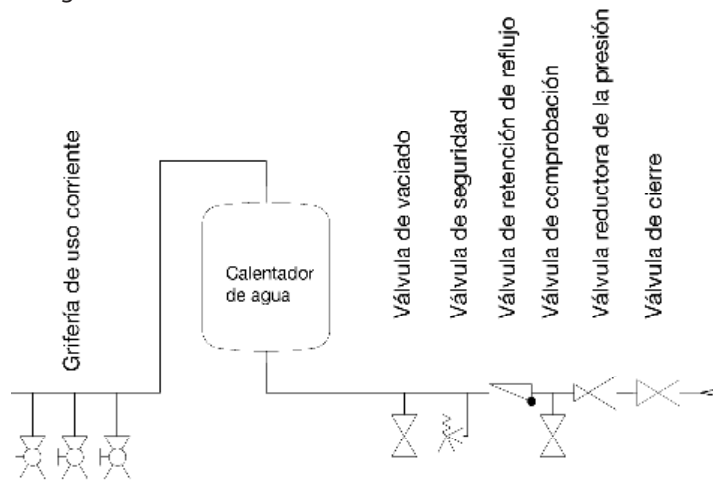 Grifería de uso corriente
Calentador
de agua
Válvula de vaciado
Válvula de seguridad
Válvula de retención de reflujo
Válvula de comprobación
Válvula reductora de la presión
Válvula de cierre